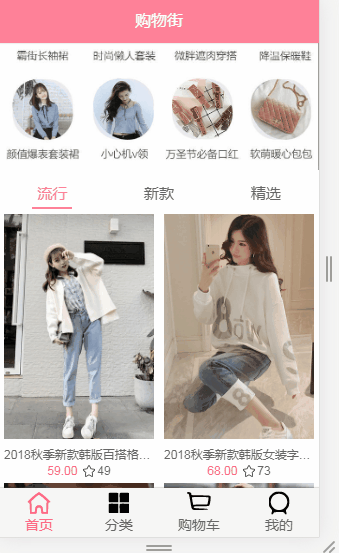 购物街
霸街长袖裙 时尚懒人套装 微胖遮肉穿搭 降温保暖鞋
颜值爆表套装裙 小心机v领 万圣节必备口红 软萌暖心包包
流行 新款 精选
2018秋季新款韩版百搭格... 2018秋季新款韩版女装字...
59.00 49 68.00 73
首页 分类 购物车 我的